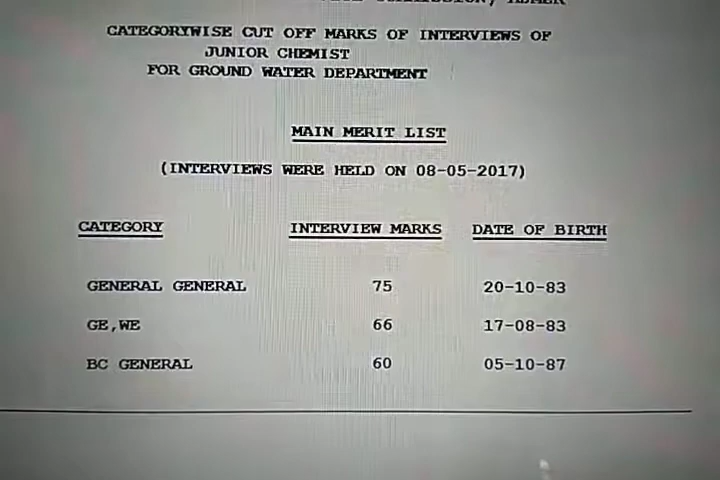 CATEGORYWISE CUT OFF MARKS OF INTERVIEWS OF
JUNIOR CHEMIST
FOR GROUND WATER DEPARTMENT
MAIN MERIT LIST
(INTERVIEWS WERE HELD ON 08-05-2017)
CATEGORY INTERVIEW MARKS DATE OF BIRTH
GENERAL GENERAL 75 20-10-83
GE,WE 66 17-08-83
BC GENERAL 60 05-10-87